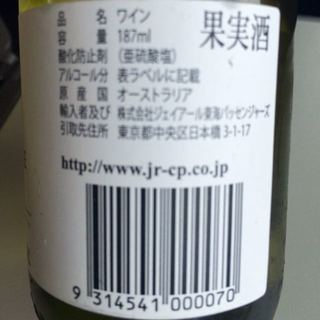 品名 ワイン
果実酒
容量 187ml
酸化防止剤 (亜硫酸塩)
アルコール分 表ラベルに記載
原産国 オーストラリア
輸入者及び 株式会社ジェイアール東海パッセンジャーズ
引取先住所 東京都中央区日本橋3-1-17
http://www.jr-cp.co.jp
9 314541 000070